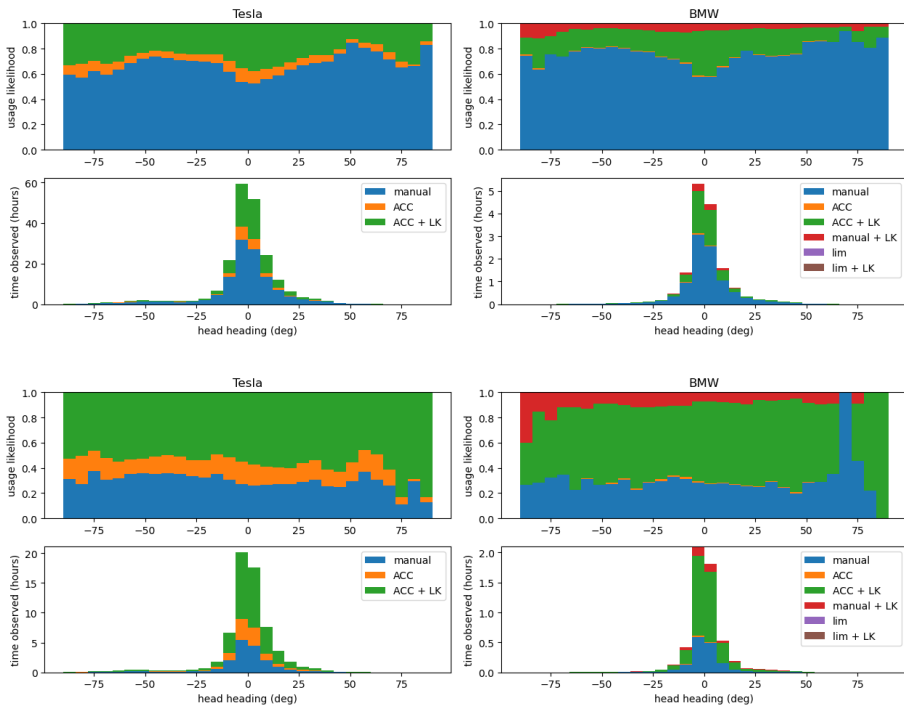 Tesla
BMW
usage likelihood
1.0
0.8
0.6
0.4
0.2
0.0
−75 −50 −25 0 25 50 75
usage likelihood
1.0
0.8
0.6
0.4
0.2
0.0
−75 −50 −25 0 25 50 75
time observed (hours)
60
40
20
0
manual
ACC
ACC + LK
−75 −50 −25 0 25 50 75
head heading (deg)
time observed (hours)
5
4
3
2
1
0
manual
ACC
ACC + LK
manual + LK
lim
lim + LK
−75 −50 −25 0 25 50 75
head heading (deg)
Tesla
BMW
usage likelihood
1.0
0.8
0.6
0.4
0.2
0.0
−75 −50 −25 0 25 50 75
usage likelihood
1.0
0.8
0.6
0.4
0.2
0.0
−75 −50 −25 0 25 50 75
time observed (hours)
20
15
10
5
0
manual
ACC
ACC + LK
−75 −50 −25 0 25 50 75
head heading (deg)
time observed (hours)
2.0
1.5
1.0
0.5
0.0
manual
ACC
ACC + LK
manual + LK
lim
lim + LK
−75 −50 −25 0 25 50 75
head heading (deg)